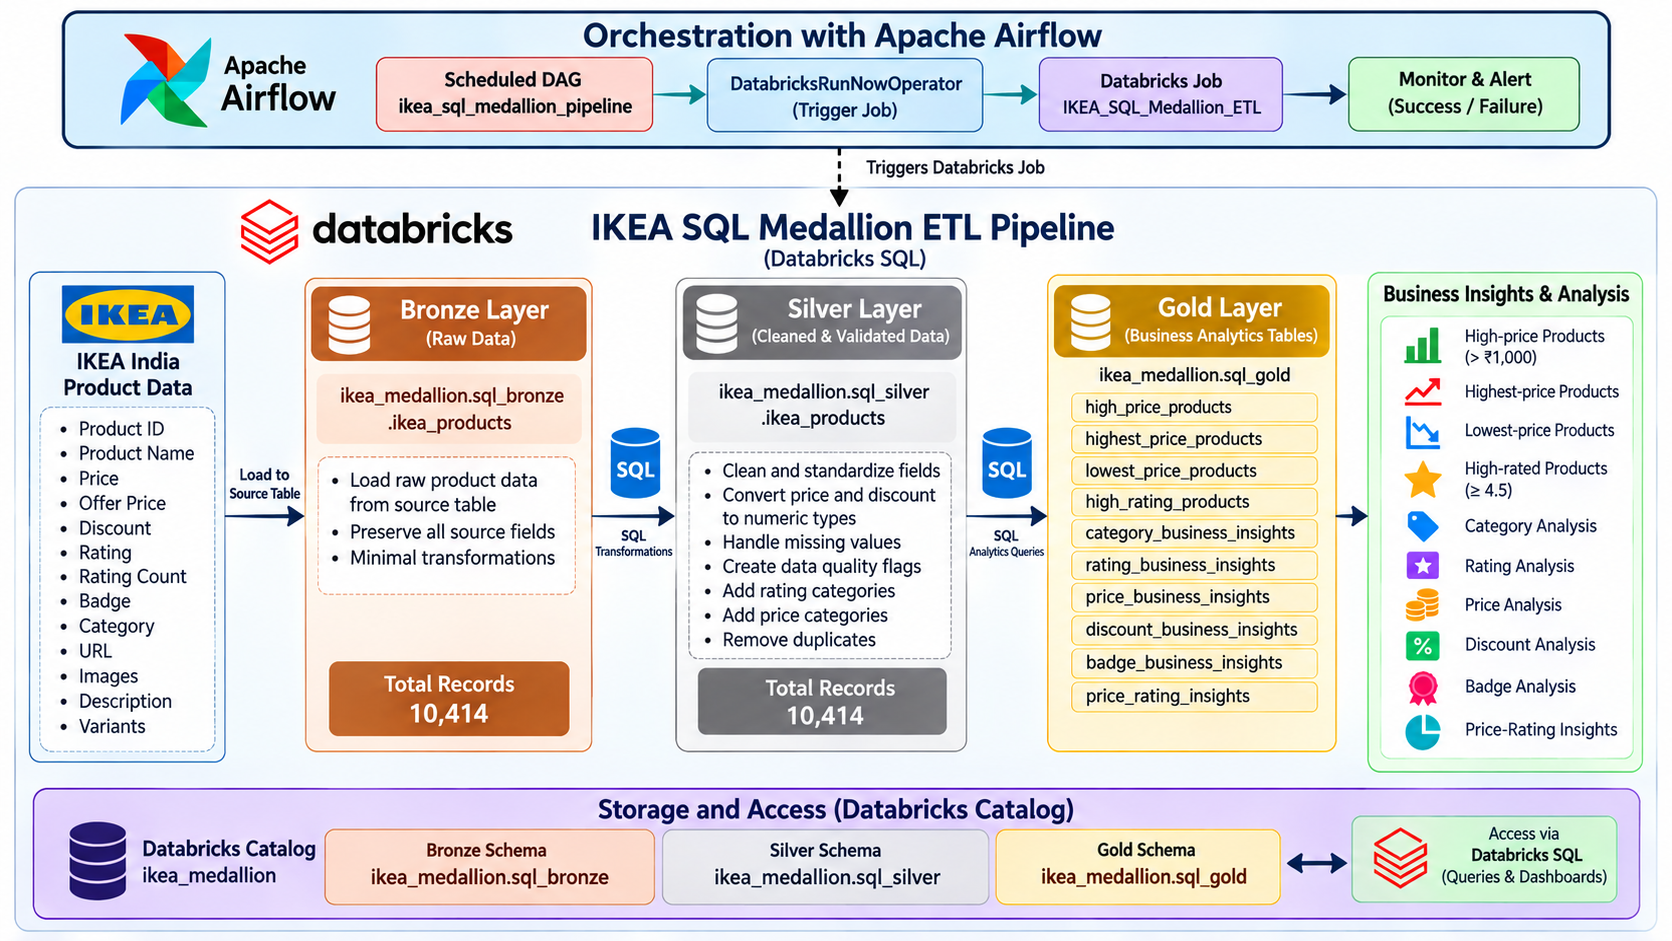 Orchestration with Apache Airflow
Apache
Airflow
Scheduled DAG
ikea_sql_medallion_pipeline
DatabricksRunNowOperator
(Trigger Job)
Databricks Job
IKEA_SQL_Medallion_ETL
Monitor & Alert
(Success / Failure)
Triggers Databricks Job
databricks
IKEA SQL Medallion ETL Pipeline
(Databricks SQL)
IKEA
IKEA India
Product Data
• Product ID
• Product Name
• Price
• Offer Price
• Discount
• Rating
• Rating Count
• Badge
• Category
• URL
• Images
• Description
• Variants
Load to
Source Table
Bronze Layer
(Raw Data)
ikea_medallion.sql_bronze
.ikea_products
• Load raw product data
from source table
• Preserve all source fields
• Minimal transformations
Total Records
10,414
SQL
SQL
Transformations
Silver Layer
(Cleaned & Validated Data)
ikea_medallion.sql_silver
.ikea_products
• Clean and standardize fields
• Convert price and discount
to numeric types
• Handle missing values
• Create data quality flags
• Add rating categories
• Add price categories
• Remove duplicates
Total Records
10,414
SQL
SQL
Analytics Queries
Gold Layer
(Business Analytics Tables)
ikea_medallion.sql_gold
high_price_products
highest_price_products
lowest_price_products
high_rating_products
category_business_insights
rating_business_insights
price_business_insights
discount_business_insights
badge_business_insights
price_rating_insights
Business Insights & Analysis
High-price Products
(> ₹1,000)
Highest-price Products
Lowest-price Products
High-rated Products
(≥ 4.5)
Category Analysis
Rating Analysis
Price Analysis
%
Discount Analysis
Badge Analysis
Price-Rating Insights
Storage and Access (Databricks Catalog)
Databricks Catalog
ikea_medallion
Bronze Schema
ikea_medallion.sql_bronze
Silver Schema
ikea_medallion.sql_silver
Gold Schema
ikea_medallion.sql_gold
Access via
Databricks SQL
(Queries & Dashboards)